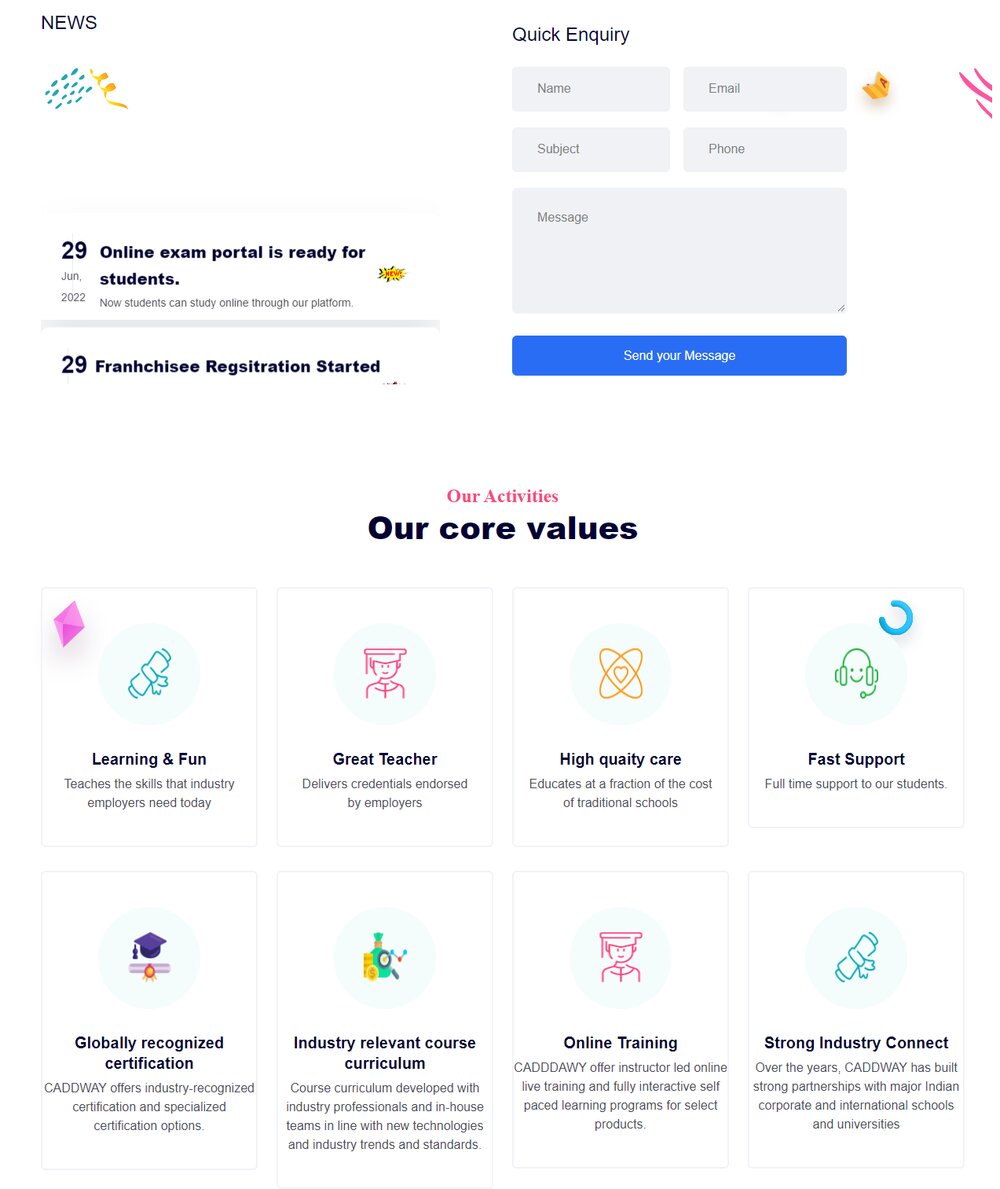 NEWS
29
Jun,
2022
Online exam portal is ready for
students.
NEW!
Now students can study online through our platform.
29
Franhchisee Regsitration Started
Quick Enquiry
Name
Email
Subject
Phone
Message
Send your Message
Our Activities
Our core values
Learning & Fun
Teaches the skills that industry
employers need today
Great Teacher
Delivers credentials endorsed
by employers
High quaity care
Educates at a fraction of the cost
of traditional schools
Fast Support
Full time support to our students.
Globally recognized
certification
CADDWAY offers industry-recognized
certification and specialized
certification options.
Industry relevant course
curriculum
Course curriculum developed with
industry professionals and in-house
teams in line with new technologies
and industry trends and standards.
Online Training
CADDDAWY offer instructor led online
live training and fully interactive self
paced learning programs for select
products.
Strong Industry Connect
Over the years, CADDWAY has built
strong partnerships with major Indian
corporate and international schools
and universities